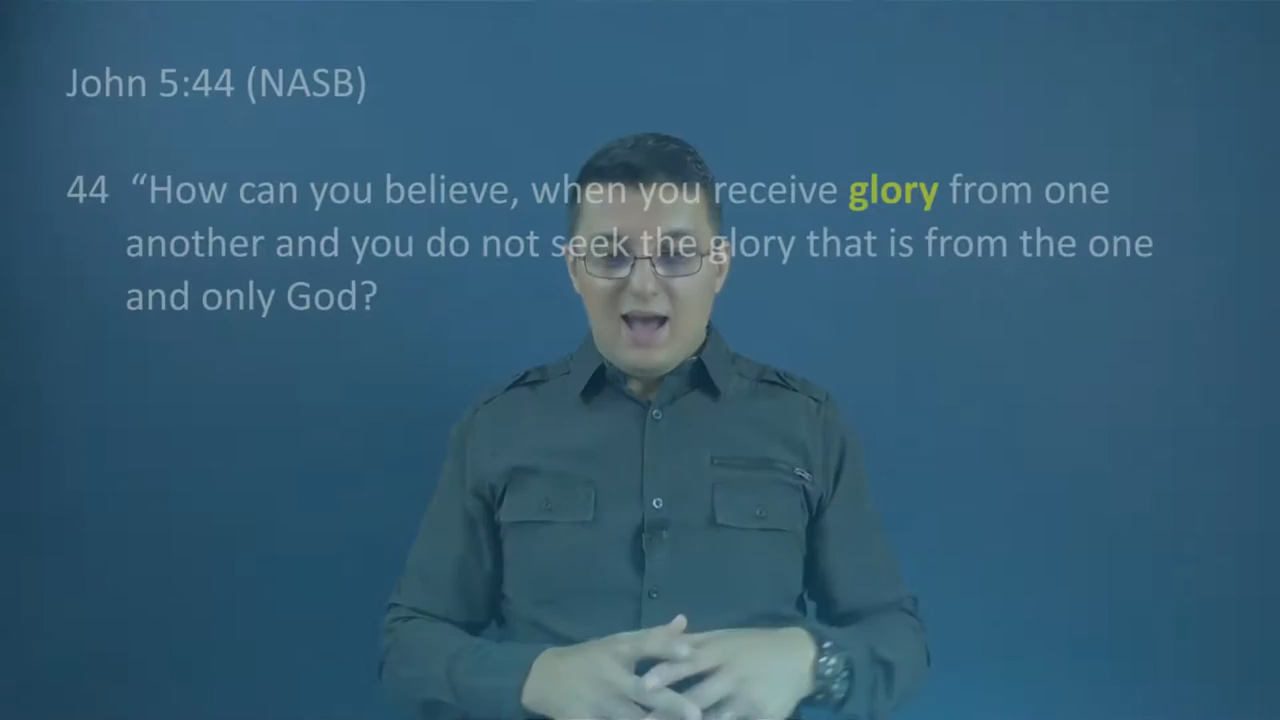 John 5:44 (NASB)
44 “How can you believe, when you receive glory from one
another and you do not seek the glory that is from the one
and only God?